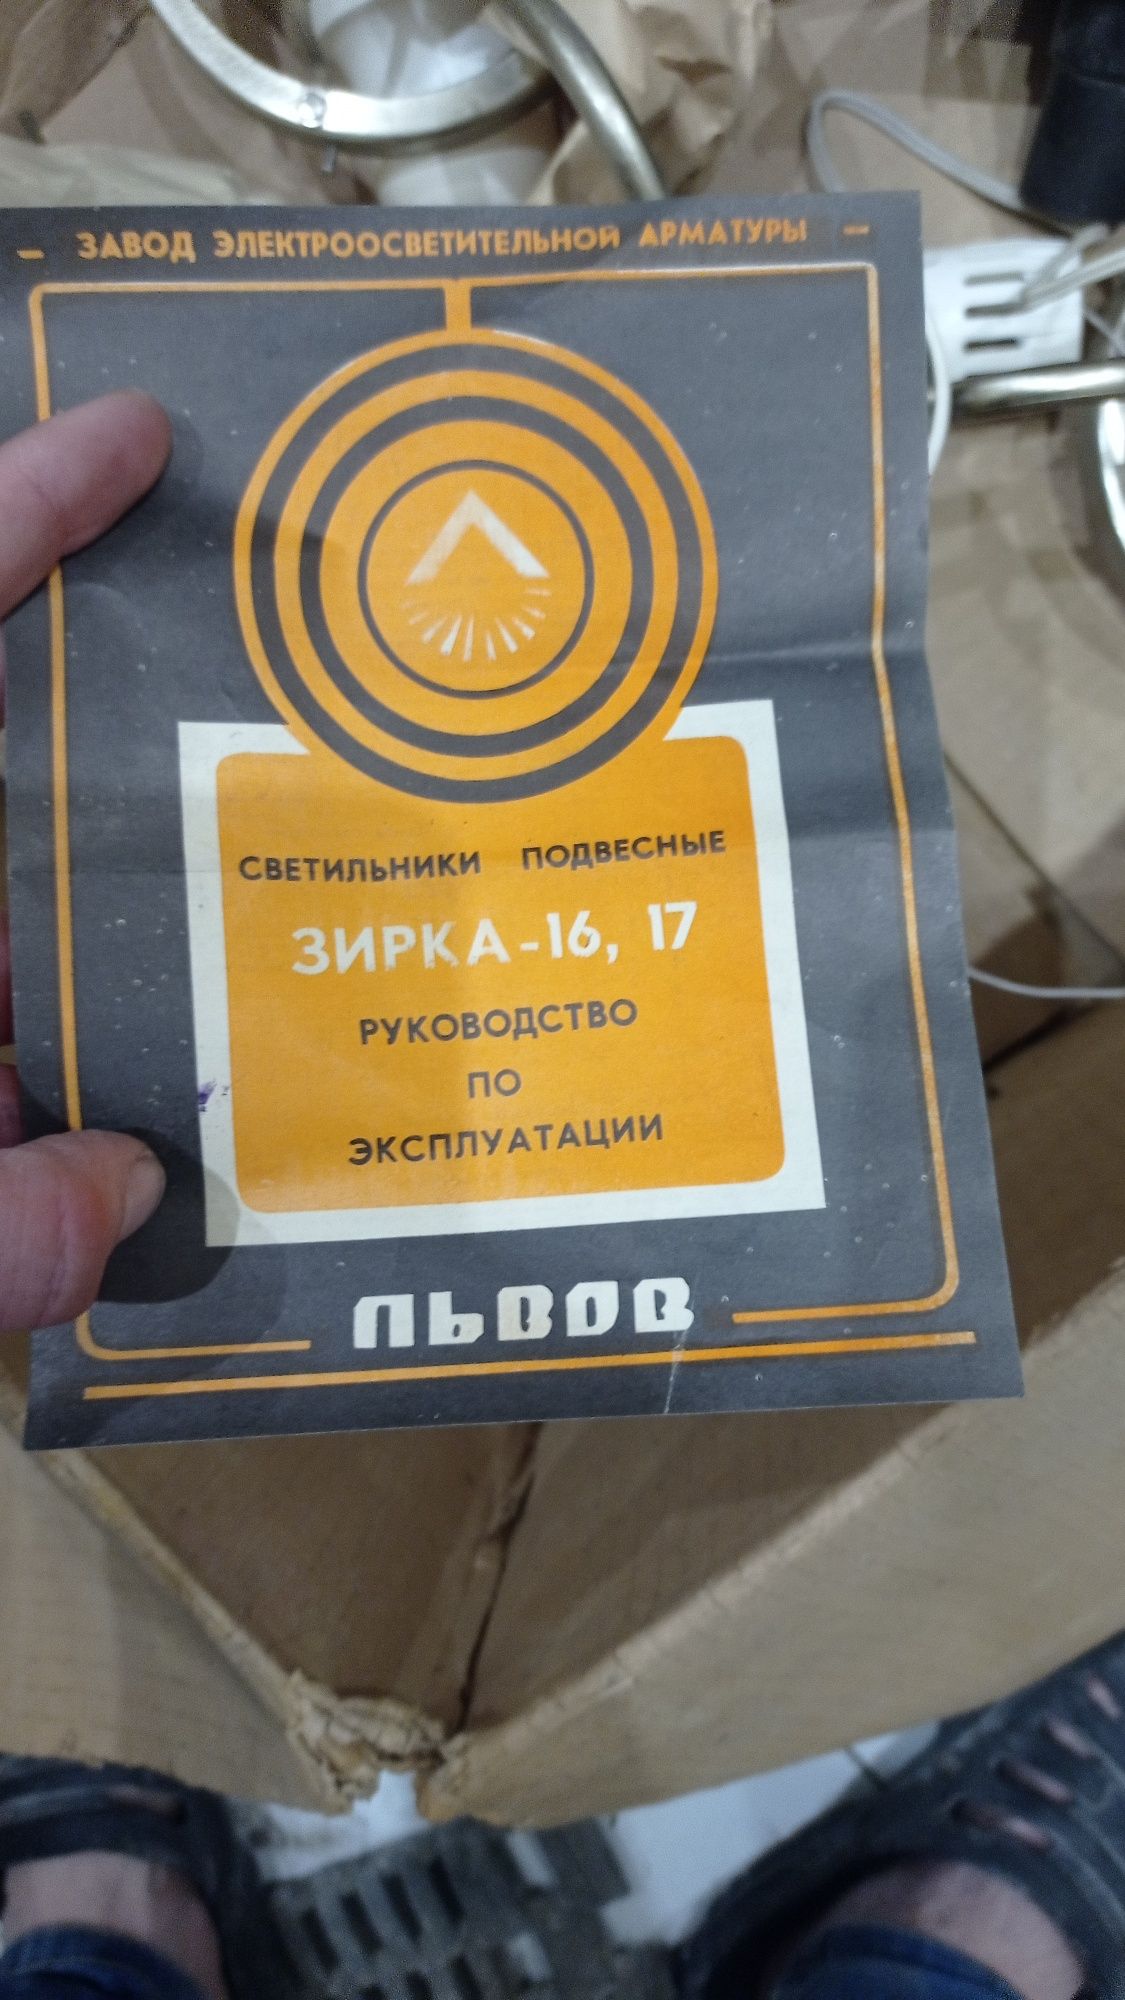 — ЗАВОД ЭЛЕКТРООСВЕТИТЕЛЬНОЙ АРМАТУРЫ —
СВЕТИЛЬНИКИ ПОДВЕСНЫЕ
ЗИРКА-16, 17
РУКОВОДСТВО
ПО
ЭКСПЛУАТАЦИИ
ЛЬВОВ